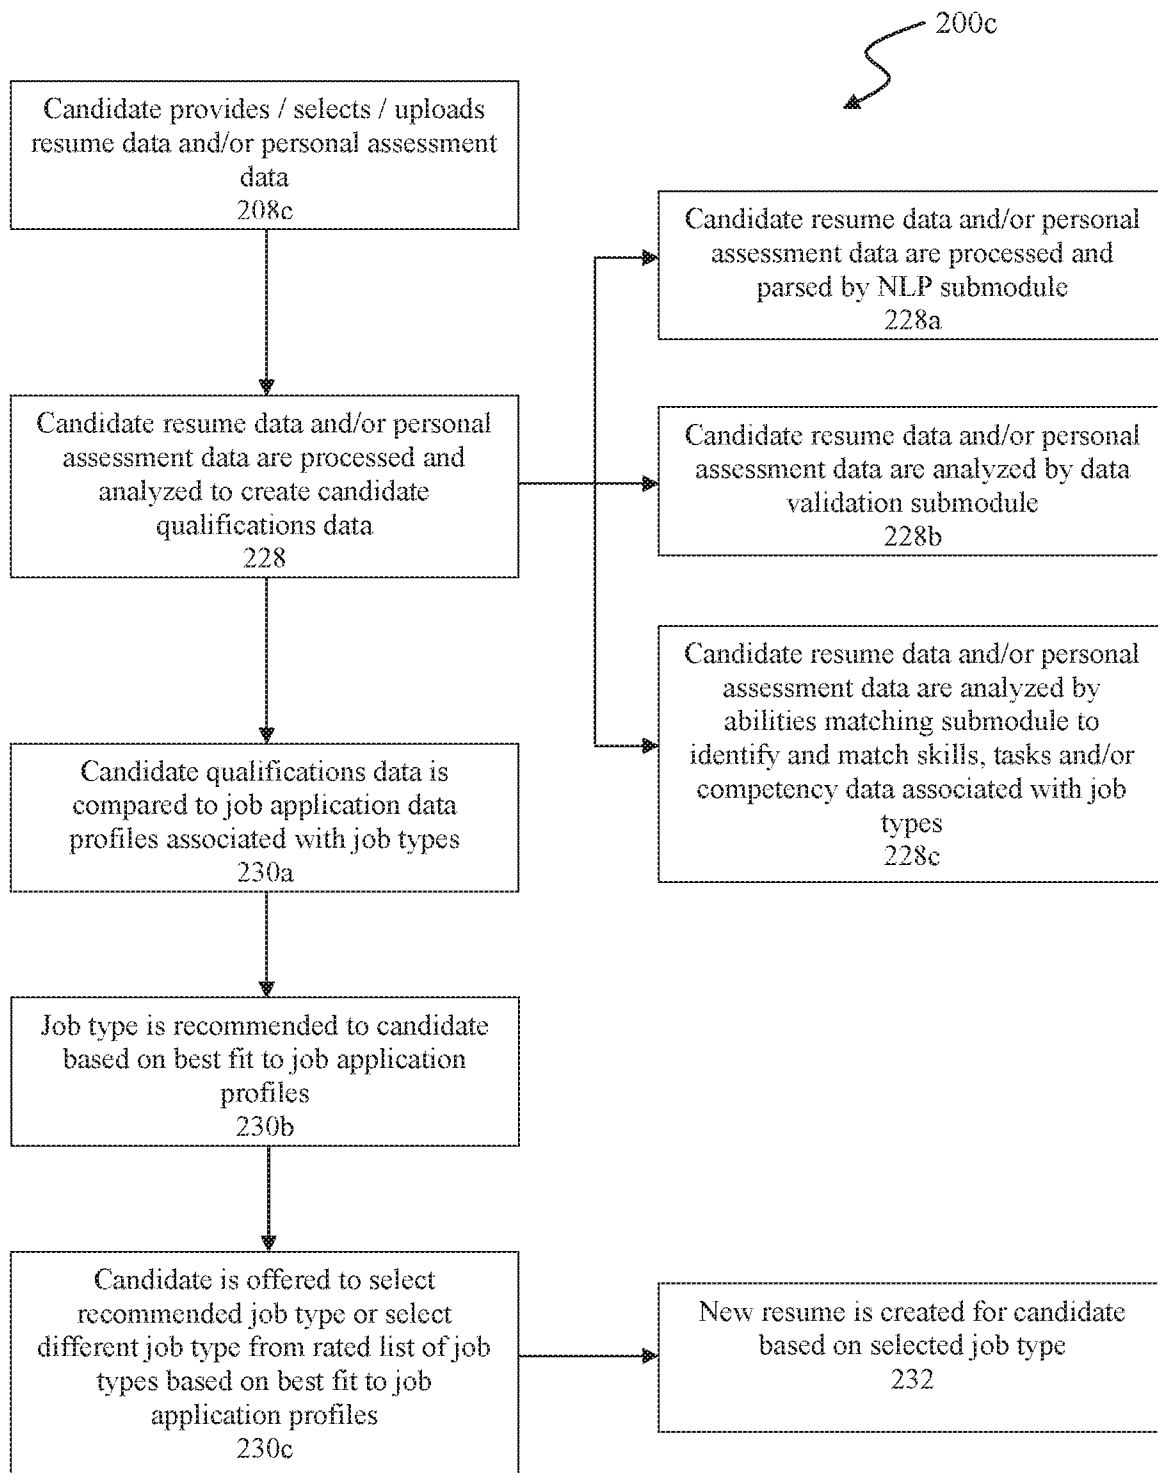 200c
Candidate provides / selects / uploads
resume data and/or personal assessment
data
208c
Candidate resume data and/or personal
assessment data are processed and
parsed by NLP submodule
228a
Candidate resume data and/or personal
assessment data are processed and
analyzed to create candidate
qualifications data
228
Candidate resume data and/or personal
assessment data are analyzed by data
validation submodule
228b
Candidate resume data and/or personal
assessment data are analyzed by
abilities matching submodule to
identify and match skills, tasks and/or
competency data associated with job
types
228c
Candidate qualifications data is
compared to job application data
profiles associated with job types
230a
Job type is recommended to candidate
based on best fit to job application
profiles
230b
Candidate is offered to select
recommended job type or select
different job type from rated list of job
types based on best fit to job
application profiles
230c
New resume is created for candidate
based on selected job type
232